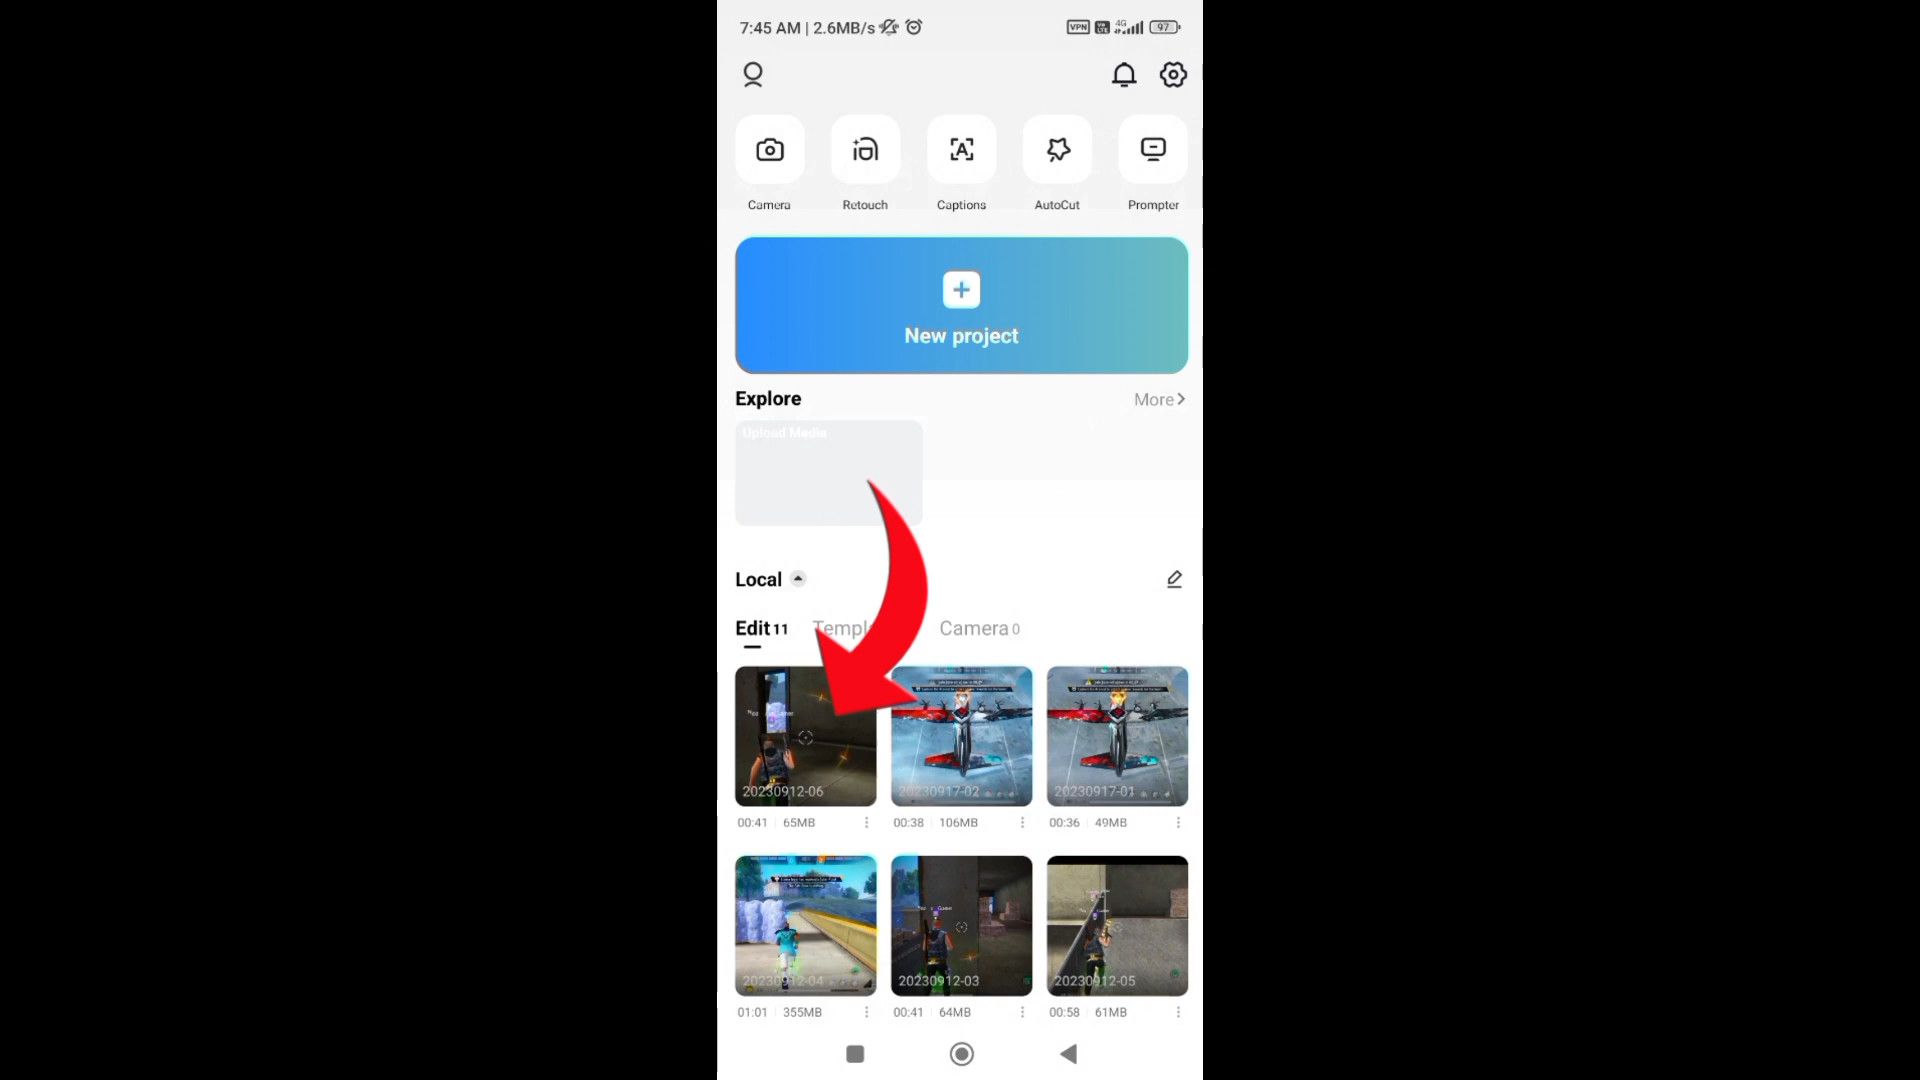 7:45 AM | 2.6MB/s
VPN 4G 97
Camera Retouch Captions AutoCut Prompter
New project
Explore More
Upload Media
Local
Edit 11 Templ Camera 0
20230912-06 20230917-02 20230917-01
00:41 65MB 00:38 106MB 00:36 49MB
20230912-04 20230912-03 20230912-05
01:01 355MB 00:41 64MB 00:58 61MB